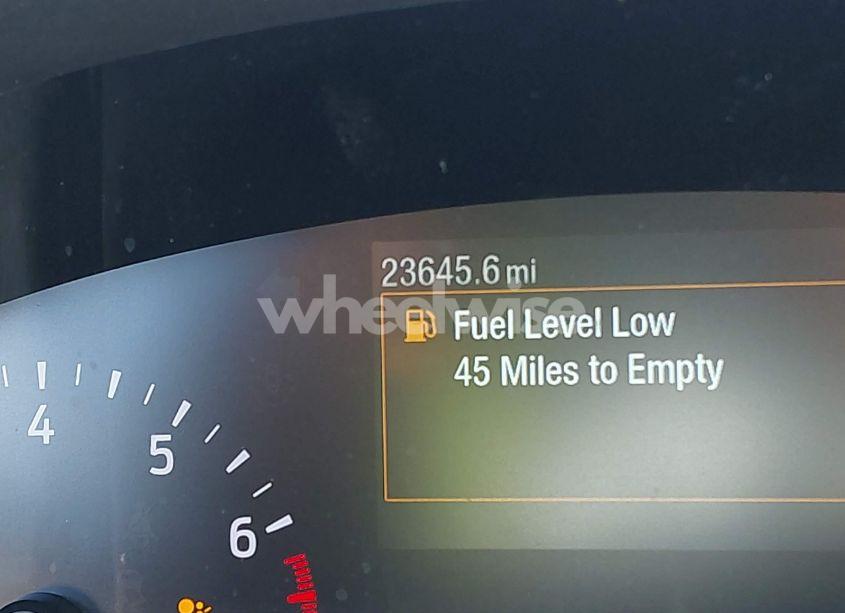 23645.6 mi
wheelwise
Fuel Level Low
45 Miles to Empty
4
5
6